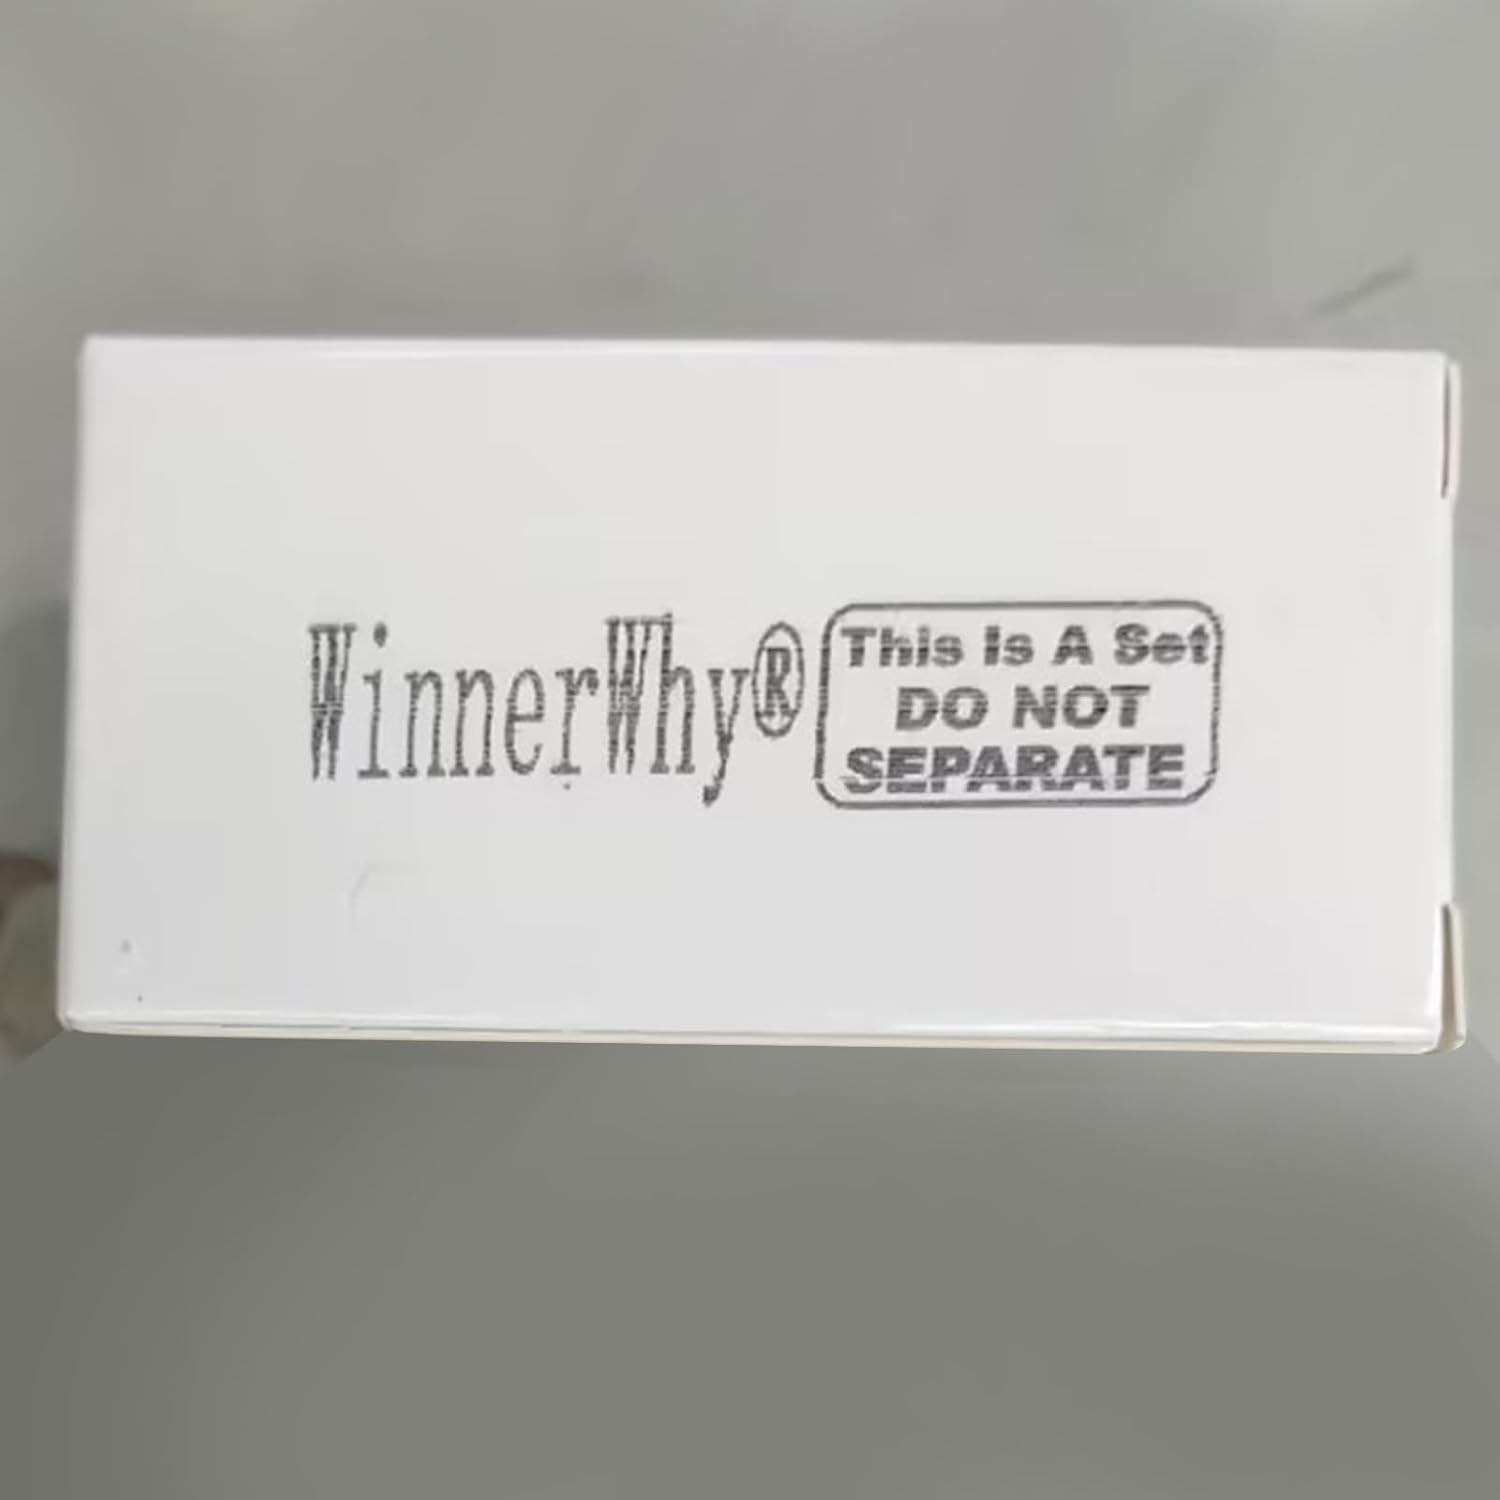 WinnerWhy®
This Is A Set
DO NOT
SEPARATE